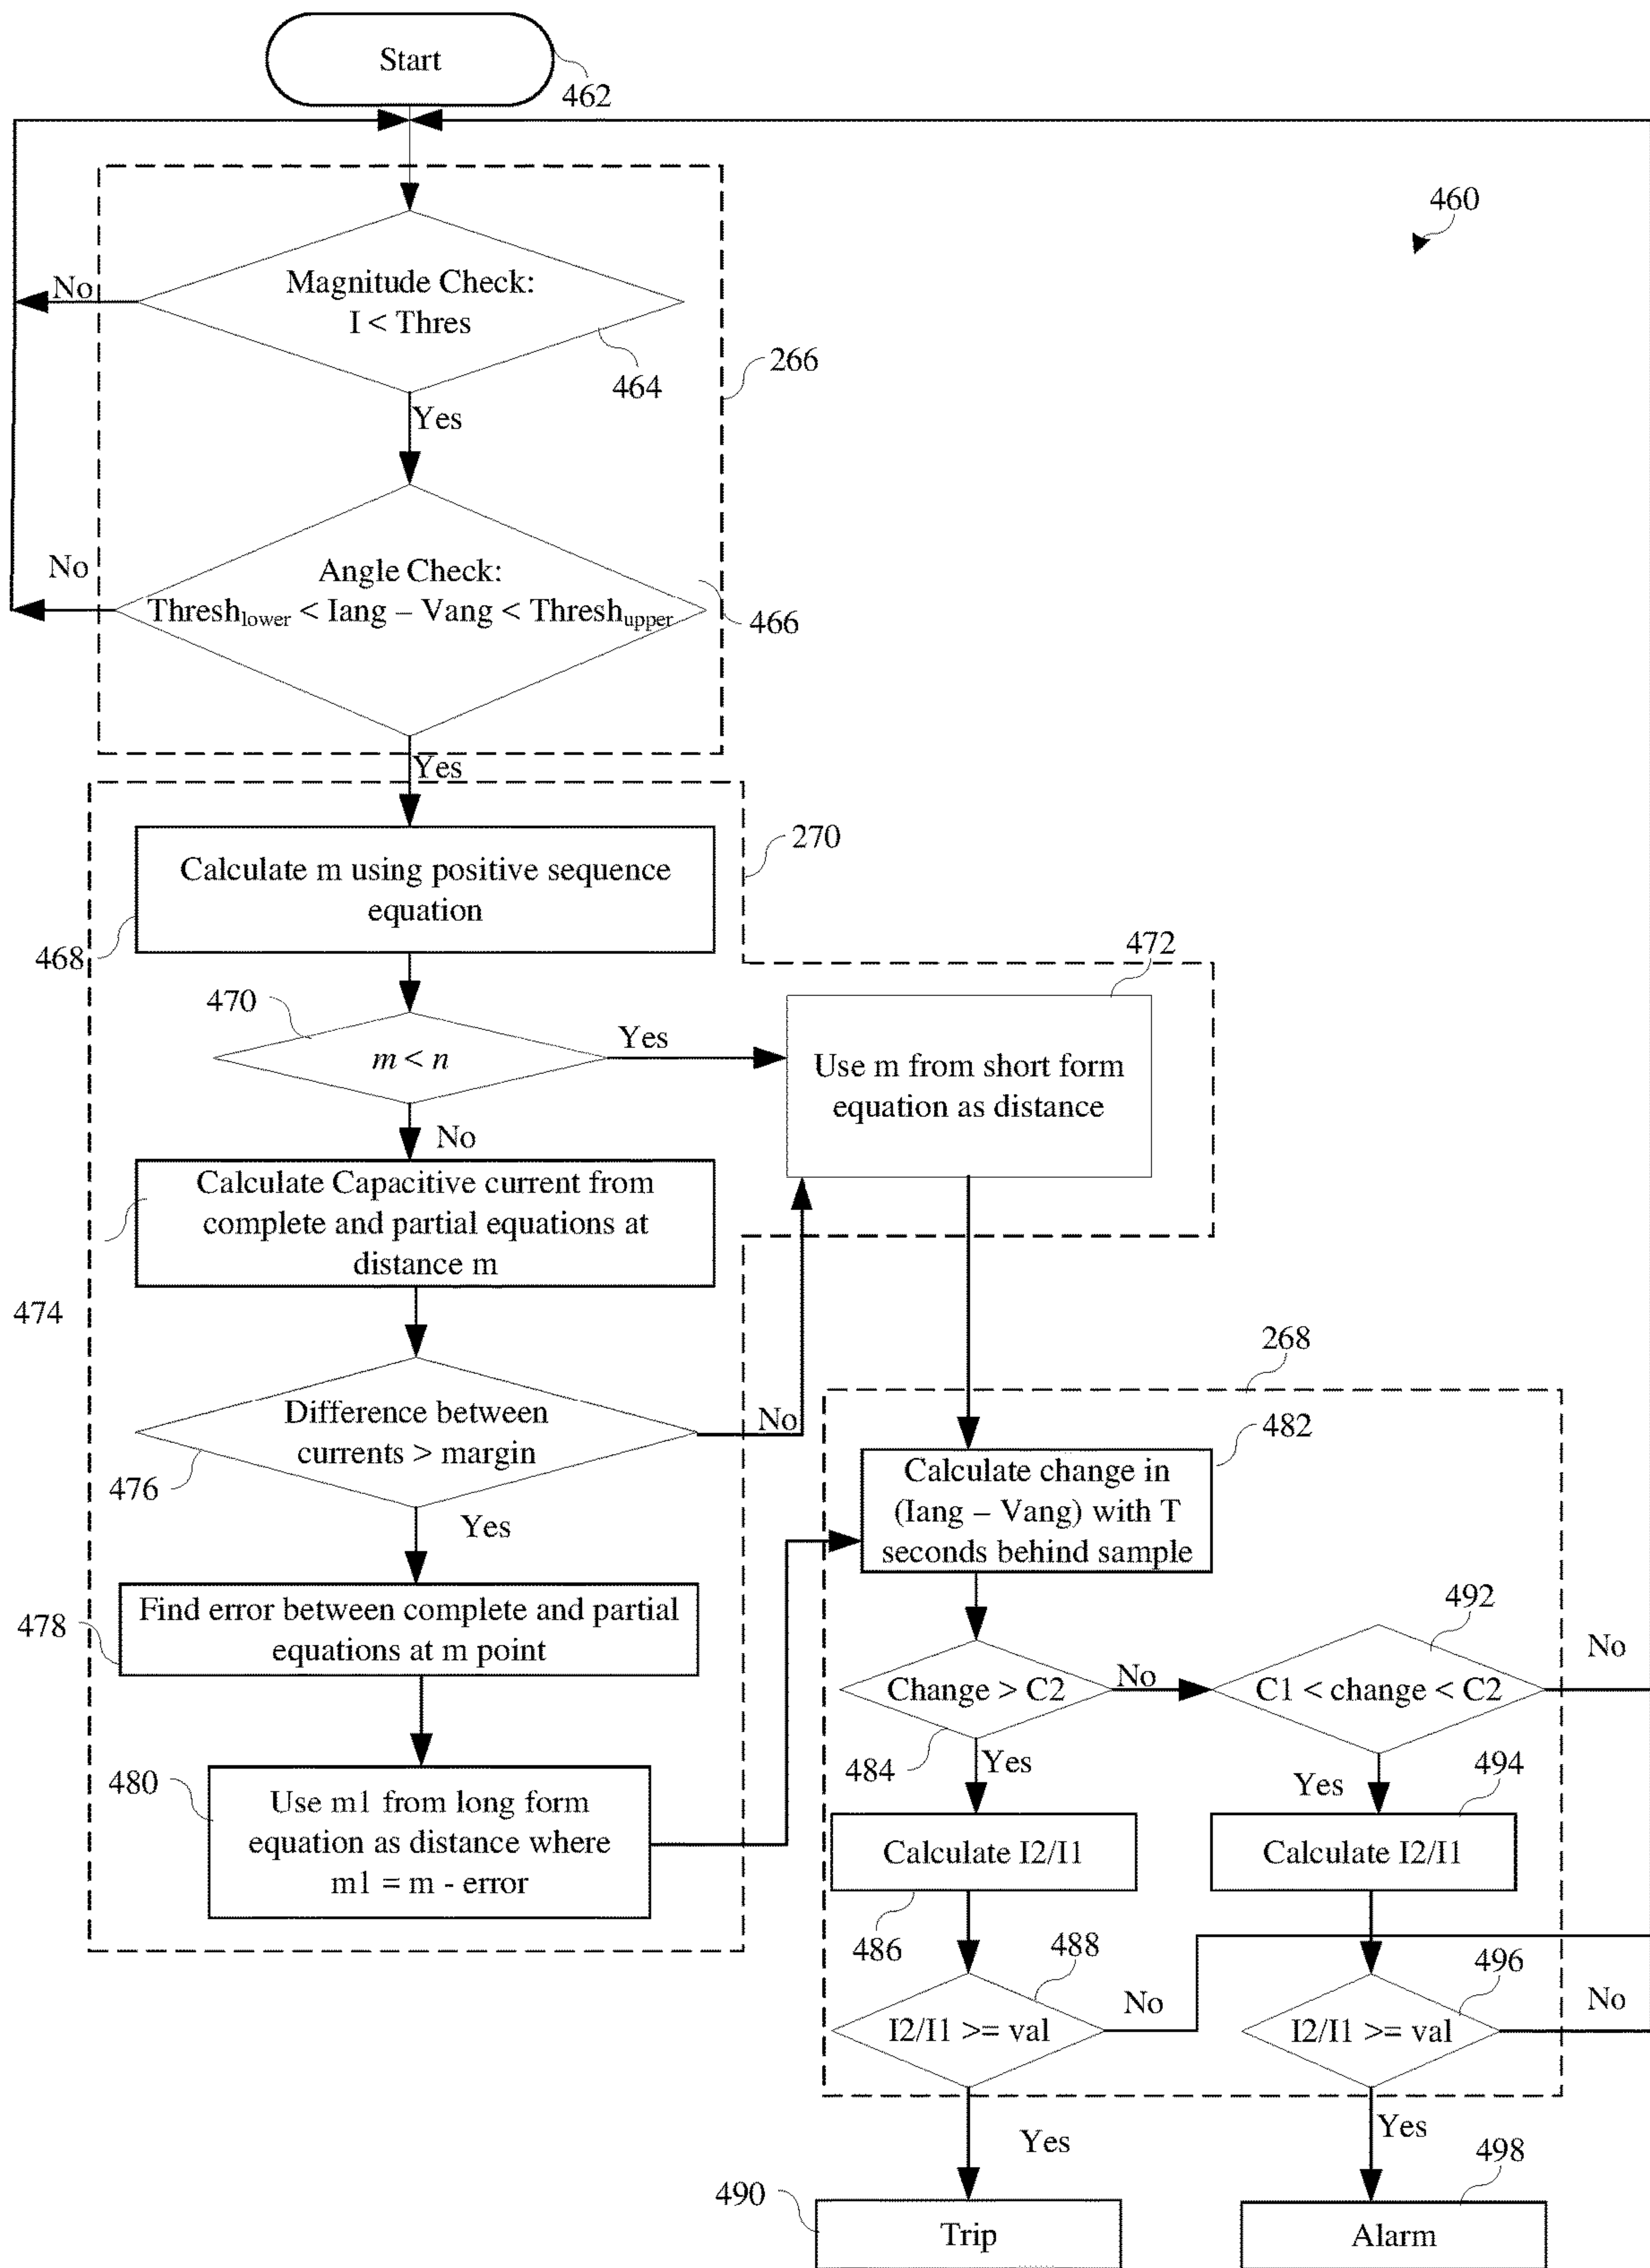 Start
462
460
Magnitude Check:
I < Thres
No
464
266
Yes
Angle Check:
Thresh_lower < Iang – Vang < Thresh_upper
No
466
Yes
270
Calculate m using positive sequence
equation
468
472
470
m < n
Yes
Use m from short form
equation as distance
No
Calculate Capacitive current from
complete and partial equations at
distance m
474
268
Difference between
currents > margin
No
476
482
Calculate change in
(Iang – Vang) with T
seconds behind sample
Yes
Find error between complete and partial
equations at m point
478
492
Change > C2
No
C1 < change < C2
No
484
Yes
Yes
494
480
Use m1 from long form
equation as distance where
m1 = m - error
Calculate I2/I1
Calculate I2/I1
486
488
496
I2/I1 >= val
No
I2/I1 >= val
No
Yes
Yes
490
498
Trip
Alarm